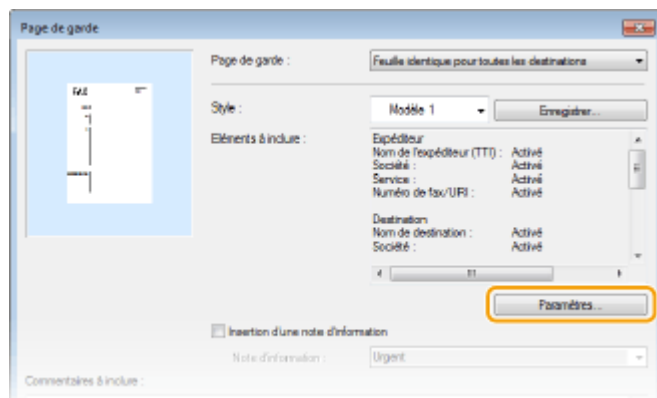 Page de garde
Page de garde : Feuille identique pour toutes les destinations
FAX
Style : Modèle 1 Enregistrer...
Eléments à inclure : Expéditeur
Nom de l'expéditeur (TTI) : Activé
Société : Activé
Service : Activé
Numéro de fax/URI : Activé
Destination
Nom de destination : Activé
Société : Activé
Paramètres...
Insertion d'une note d'information
Note d'information : Urgent
Commentaires à inclure :